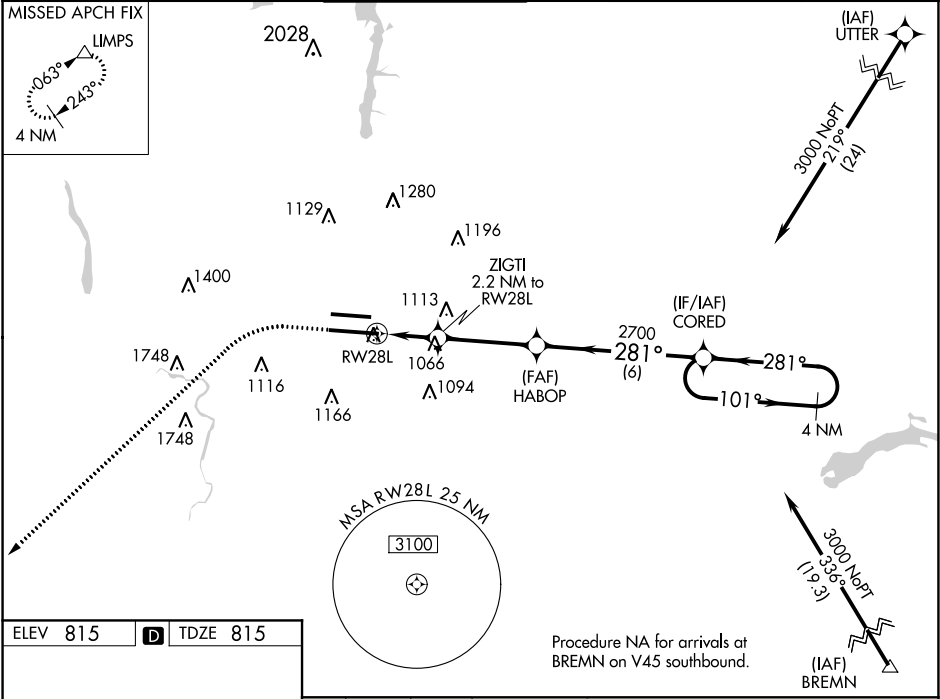 MISSED APCH FIX
LIMPS
063°
243°
4 NM
2028
(IAF)
UTTER
3000 NoPT
219°
(24)
1280
1129
1196
ZIGTI
2.2 NM to
RW28L
1400
1113
(IF/IAF)
CORED
2700
281°
(6)
281°
RW28L
1066
1748
1116
(FAF)
HABOP
1094
101°
1166
4 NM
1748
MSA RW28L 25 NM
3100
3000 NoPT
336°
(19.3)
ELEV 815
D
TDZE 815
Procedure NA for arrivals at
BREMN on V45 southbound.
(IAF)
BREMN